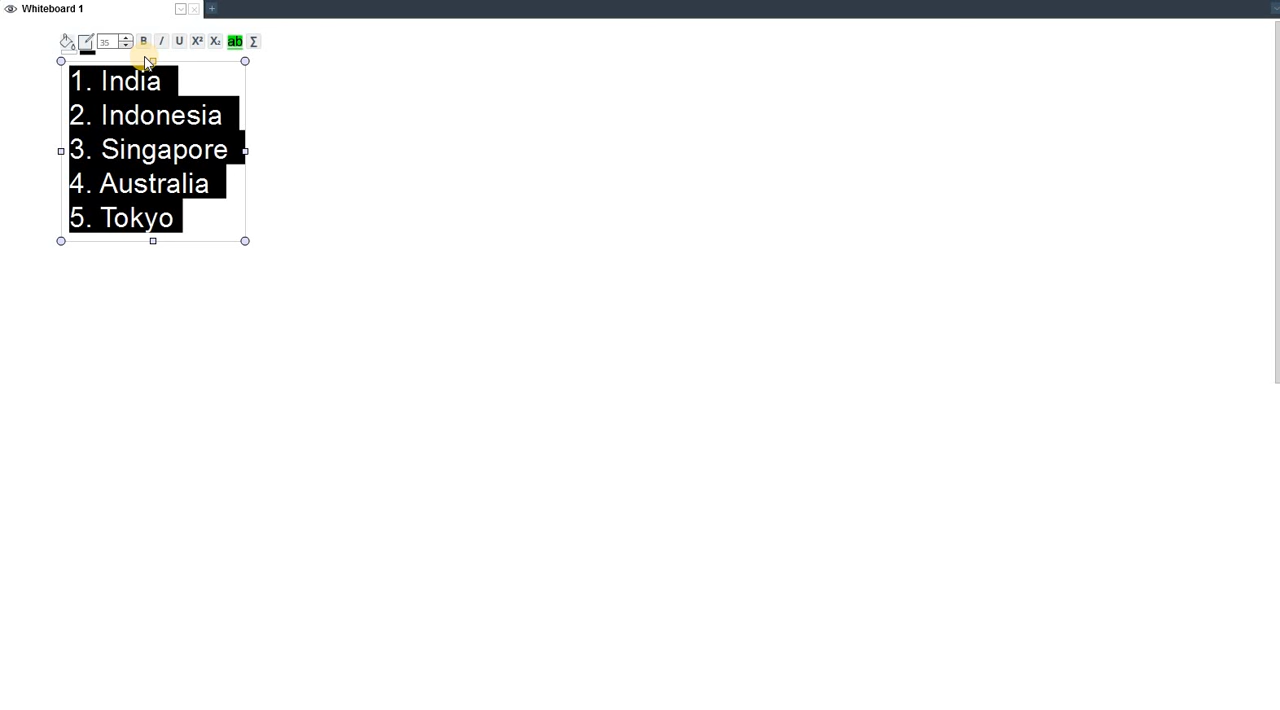 Whiteboard 1
35 B I U X² X₂ ab Σ
1. India
2. Indonesia
3. Singapore
4. Australia
5. Tokyo